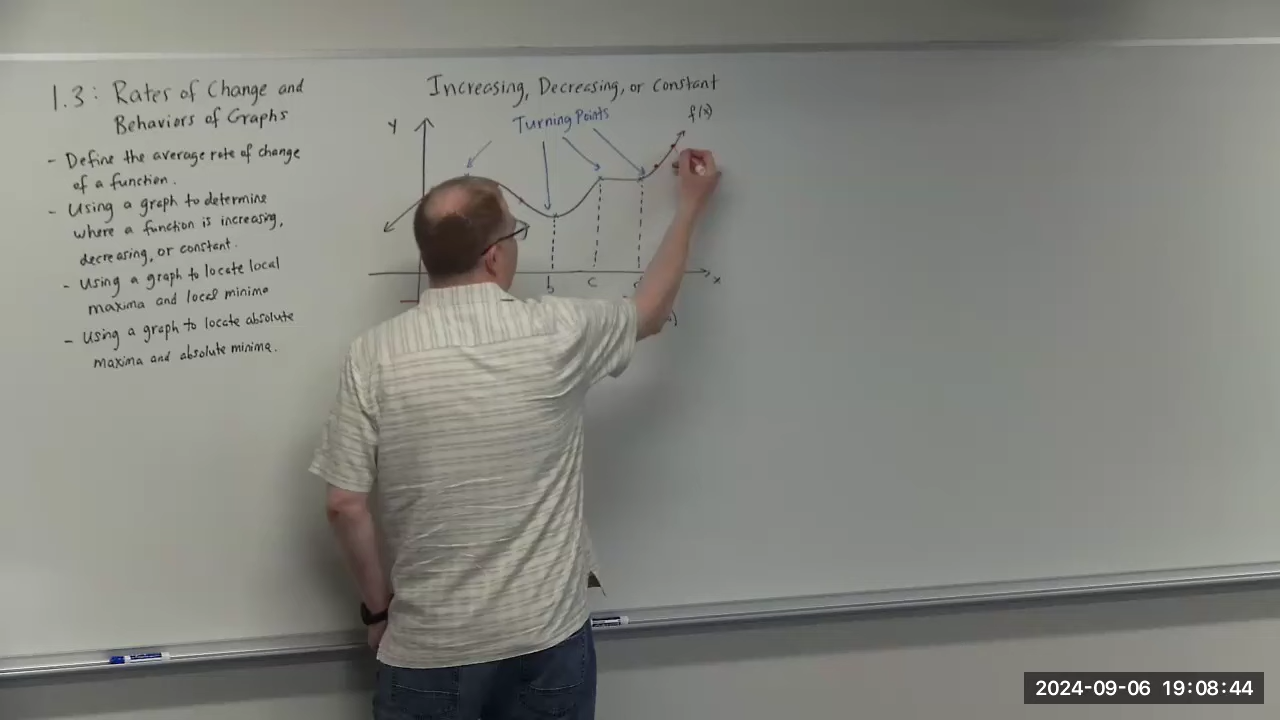 1.3: Rates of Change and
Behaviors of Graphs
- Define the average rate of change
of a function.
- Using a graph to determine
where a function is increasing,
decreasing, or constant.
- Using a graph to locate local
maxima and local minima
- Using a graph to locate absolute
maxima and absolute minima.
Increasing, Decreasing, or Constant
Turning Points
f(x)
y
x
b c
2024-09-06 19:08:44